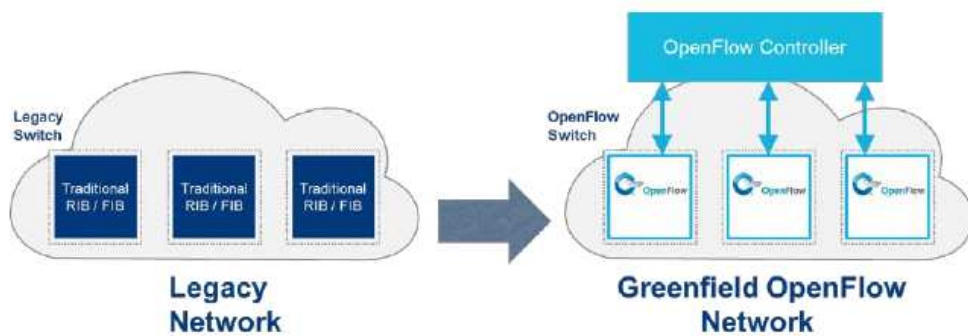 OpenFlow Controller
Legacy
Switch
Traditional
RIB / FIB
Traditional
RIB / FIB
Traditional
RIB / FIB
Legacy
Network
OpenFlow
Switch
OpenFlow
OpenFlow
OpenFlow
Greenfield OpenFlow
Network